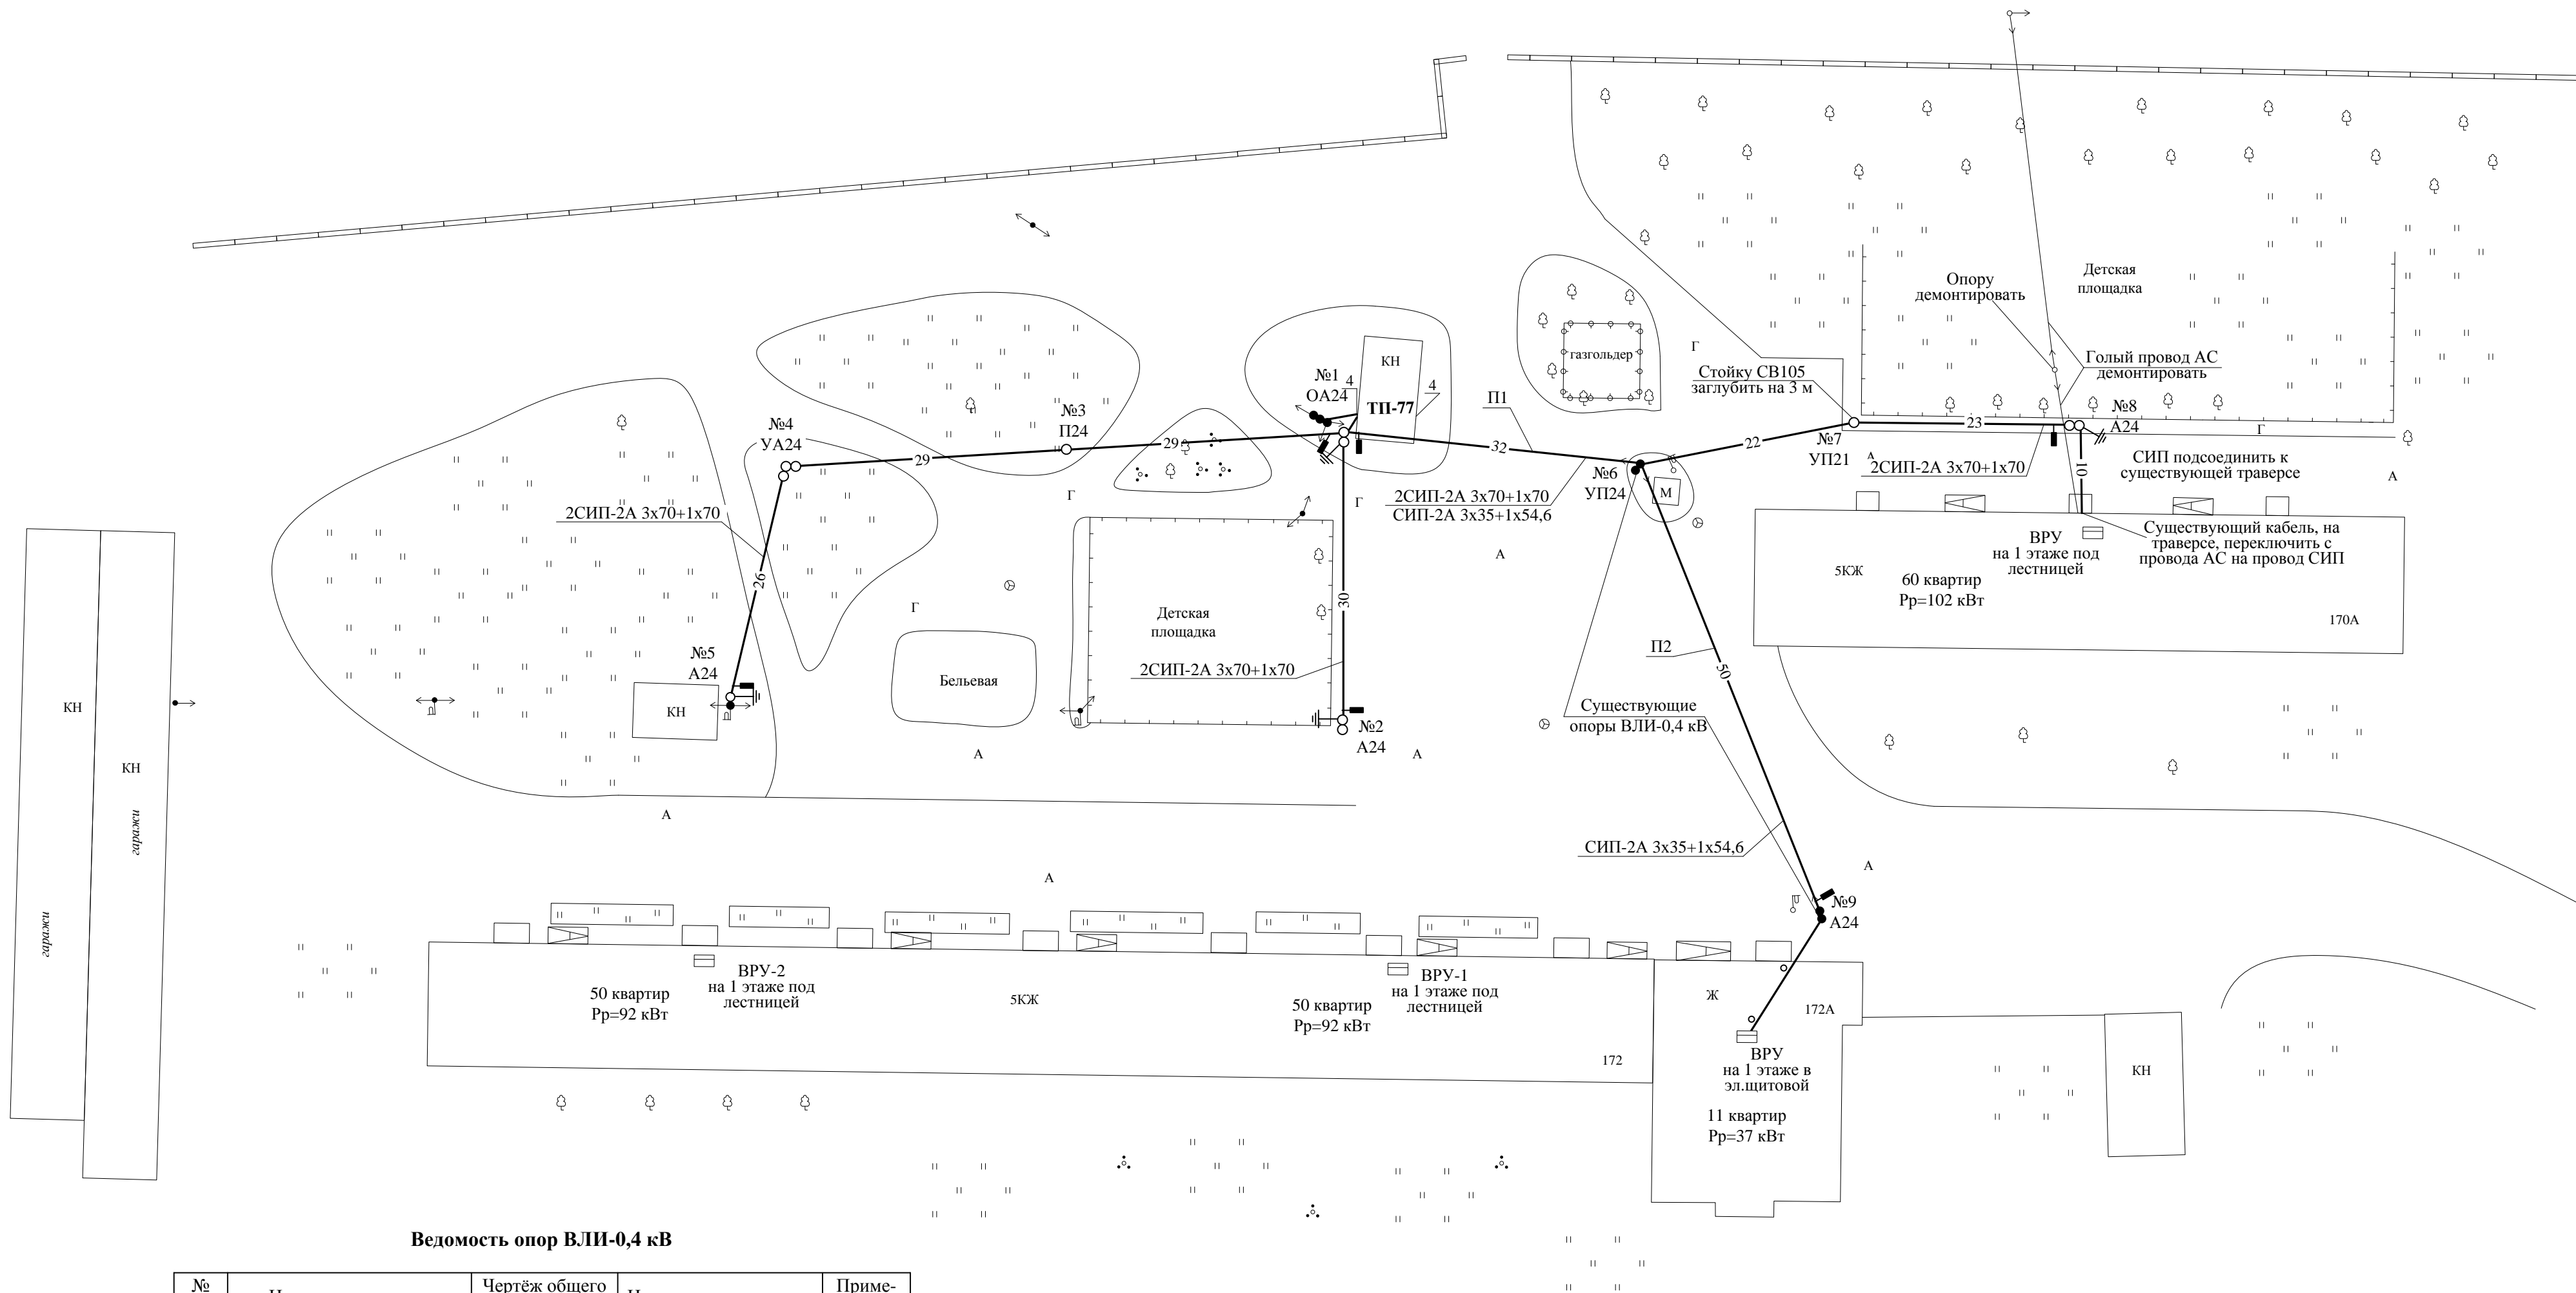 Опору
демонтировать
Детская
площадка
Голый провод АС
демонтировать
Г
Стойку СВ105
заглубить на 3 м
газгольдер
КН
№1
ОА24
4
4
ТП-77
П1
32
22
23
№8
А24
Г
№7
УП21
А
2СИП-2А 3х70+1х70
СИП подсоединить к
существующей траверсе
А
10
№3
П24
29
29
№4
УА24
№6
УП24
М
2СИП-2А 3х70+1х70
СИП-2А 3х35+1х54,6
Г
Г
А
2СИП-2А 3х70+1х70
26
Существующий кабель, на
траверсе, переключить с
провода АС на провод СИП
ВРУ
на 1 этаже под
лестницей
5КЖ
60 квартир
Рр=102 кВт
170А
Г
Детская
площадка
30
2СИП-2А 3х70+1х70
П2
50
№5
А24
Бельевая
КН
КН
КН
гаражи
гаражи
Существующие
опоры ВЛИ-0,4 кВ
№2
А24
А
А
А
А
СИП-2А 3х35+1х54,6
А
№9
А24
ВРУ-2
на 1 этаже под
лестницей
50 квартир
Рр=92 кВт
5КЖ
ВРУ-1
на 1 этаже под
лестницей
50 квартир
Рр=92 кВт
172
Ж
172А
ВРУ
на 1 этаже в
эл.щитовой
11 квартир
Рр=37 кВт
КН
Ведомость опор ВЛИ-0,4 кВ
№
Чертёж общего
Приме-